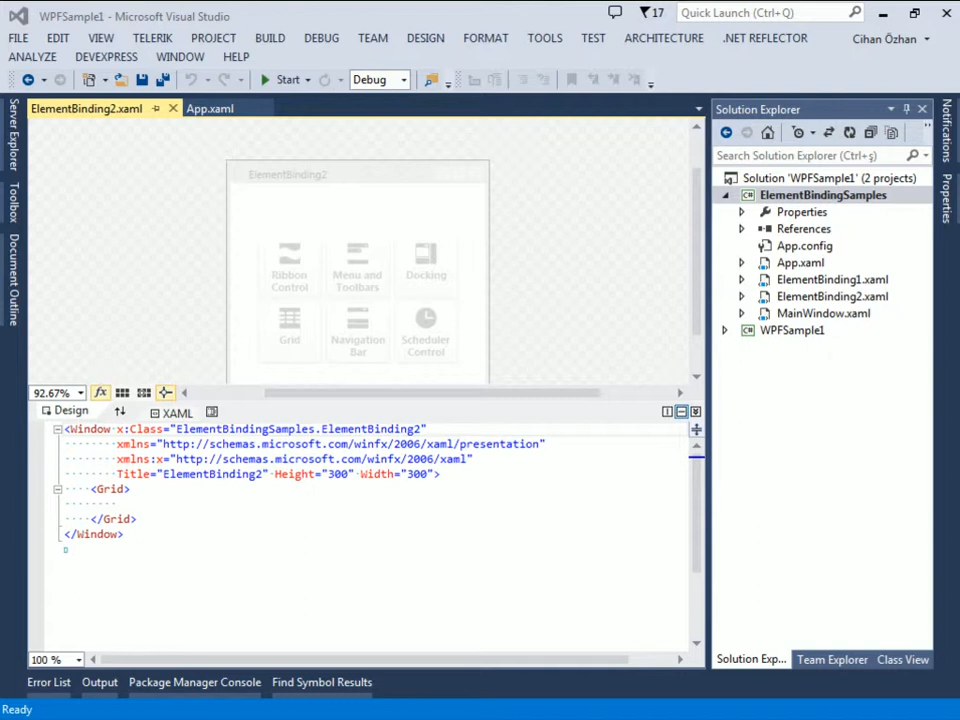 WPFSample1 - Microsoft Visual Studio
17
Quick Launch (Ctrl+Q)
FILE EDIT VIEW TELERIK PROJECT BUILD DEBUG TEAM DESIGN FORMAT TOOLS TEST ARCHITECTURE .NET REFLECTOR
Cihan Özhan
ANALYZE DEVEXPRESS WINDOW HELP
Start
Debug
Server Explorer
Toolbox
Document Outline
ElementBinding2.xaml
App.xaml
ElementBinding2
Ribbon Control
Menu and Toolbars
Docking
Grid
Navigation Bar
Scheduler Control
92.67%
fx
Design
XAML
<Window x:Class="ElementBindingSamples.ElementBinding2"
xmlns="http://schemas.microsoft.com/winfx/2006/xaml/presentation"
xmlns:x="http://schemas.microsoft.com/winfx/2006/xaml"
Title="ElementBinding2" Height="300" Width="300">
<Grid>
</Grid>
</Window>
100 %
Solution Explorer
Search Solution Explorer (Ctrl+ş)
Solution 'WPFSample1' (2 projects)
C# ElementBindingSamples
Properties
References
App.config
App.xaml
ElementBinding1.xaml
ElementBinding2.xaml
MainWindow.xaml
C# WPFSample1
Solution Exp...
Team Explorer
Class View
Notifications
Properties
Error List
Output
Package Manager Console
Find Symbol Results
Ready